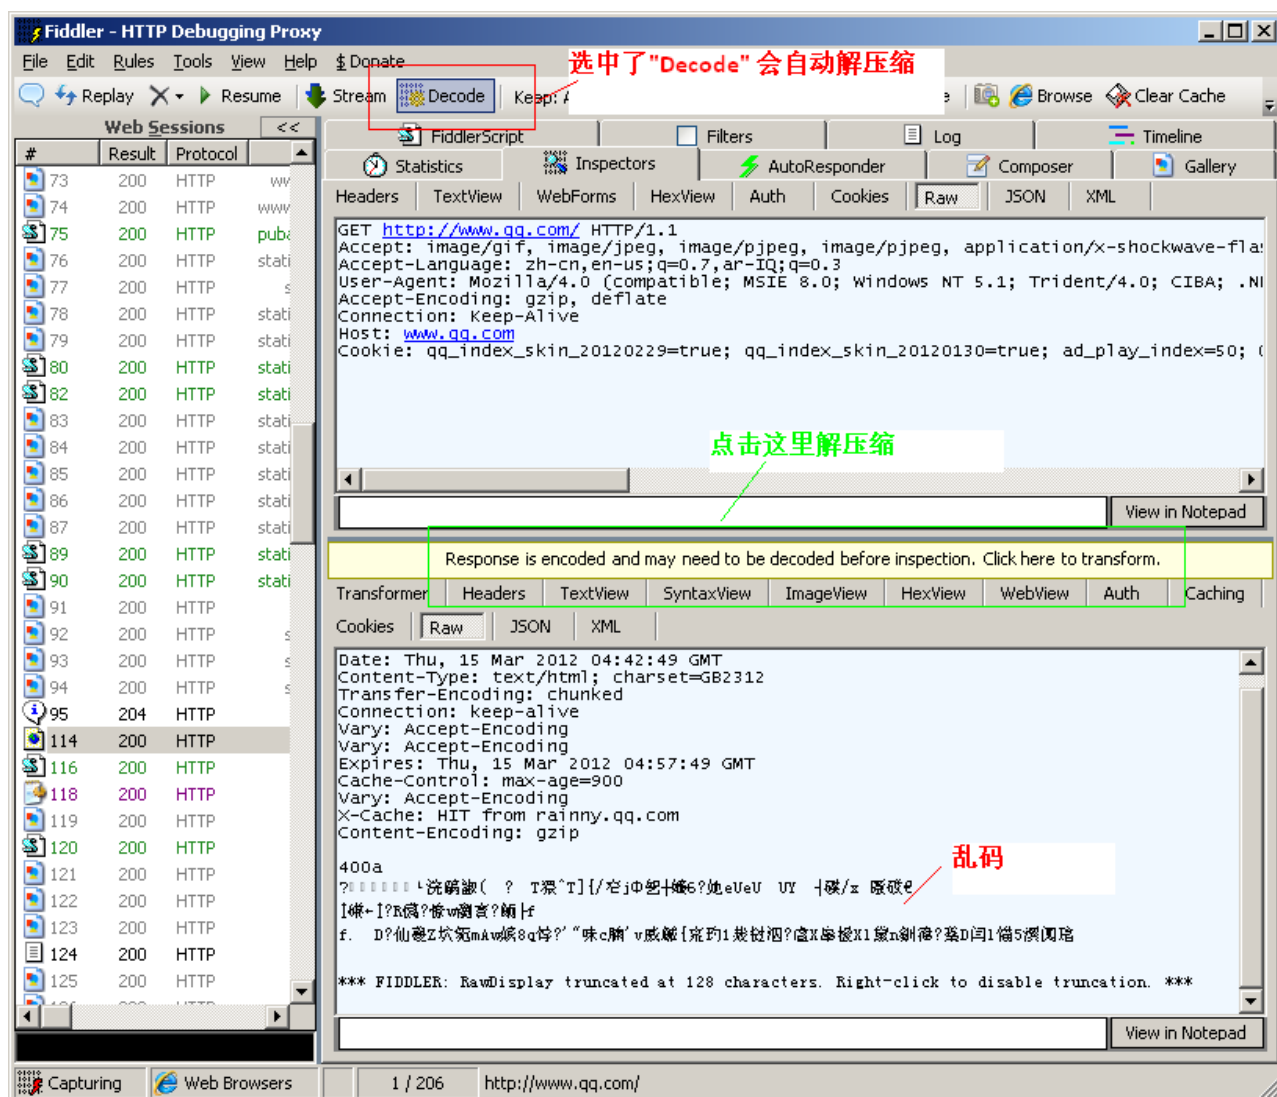 Fiddler - HTTP Debugging Proxy
File Edit Rules Tools View Help $ Donate
选中了"Decode" 会自动解压缩
Replay Resume Stream Decode Keep: Browse Clear Cache
Web Sessions <<
FiddlerScript Filters Log Timeline
# Result Protocol
Statistics Inspectors AutoResponder Composer Gallery
Headers TextView WebForms HexView Auth Cookies Raw JSON XML
73 200 HTTP
74 200 HTTP www
75 200 HTTP
76 200 HTTP stati
77 200 HTTP s
78 200 HTTP stati
79 200 HTTP stati
80 200 HTTP stati
82 200 HTTP stati
83 200 HTTP stati
84 200 HTTP stati
85 200 HTTP stati
86 200 HTTP stati
87 200 HTTP stati
89 200 HTTP stati
90 200 HTTP stati
91 200 HTTP
92 200 HTTP s
93 200 HTTP s
94 200 HTTP s
95 204 HTTP
114 200 HTTP
116 200 HTTP
118 200 HTTP
119 200 HTTP
120 200 HTTP
121 200 HTTP
122 200 HTTP
123 200 HTTP
124 200 HTTP
125 200 HTTP
GET http://www.qq.com/ HTTP/1.1
Accept: image/gif, image/jpeg, image/pjpeg, image/pjpeg, application/x-shockwave-flas
Accept-Language: zh-cn,en-us;q=0.7,ar-IQ;q=0.3
User-Agent: Mozilla/4.0 (compatible; MSIE 8.0; Windows NT 5.1; Trident/4.0; CIBA; .N
Accept-Encoding: gzip, deflate
Connection: Keep-Alive
Host: www.qq.com
Cookie: qq_index_skin_20120229=true; qq_index_skin_20120130=true; ad_play_index=50;
点击这里解压缩
View in Notepad
Response is encoded and may need to be decoded before inspection. Click here to transform.
Transformer Headers TextView SyntaxView ImageView HexView WebView Auth Caching
Cookies Raw JSON XML
Date: Thu, 15 Mar 2012 04:42:49 GMT
Content-Type: text/html; charset=GB2312
Transfer-Encoding: chunked
Connection: keep-alive
Vary: Accept-Encoding
Vary: Accept-Encoding
Expires: Thu, 15 Mar 2012 04:57:49 GMT
Cache-Control: max-age=900
Vary: Accept-Encoding
X-Cache: HIT from rainny.qq.com
Content-Encoding: gzip
400a
乱码
*** FIDDLER: RawDisplay truncated at 128 characters. Right-click to disable truncation. ***
View in Notepad
Capturing Web Browsers 1 / 206 http://www.qq.com/